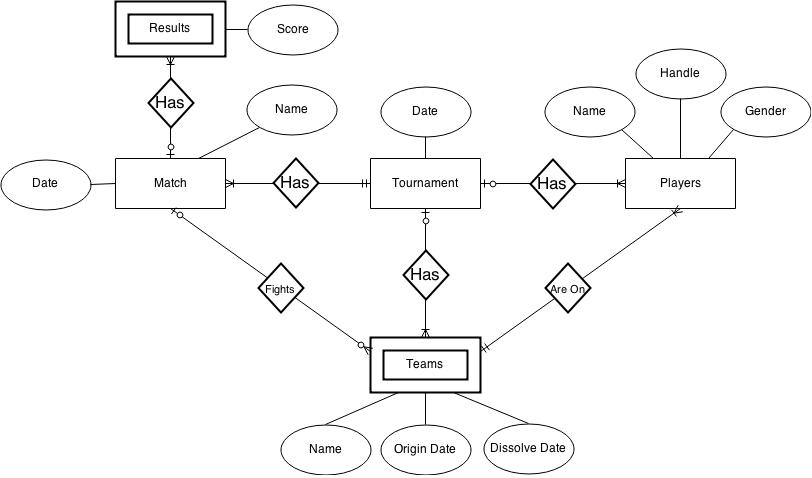 Results
Score
Has
Name
Date
Name
Handle
Gender
Date
Match
Has
Tournament
Has
Players
Fights
Has
Are On
Teams
Name
Origin Date
Dissolve Date